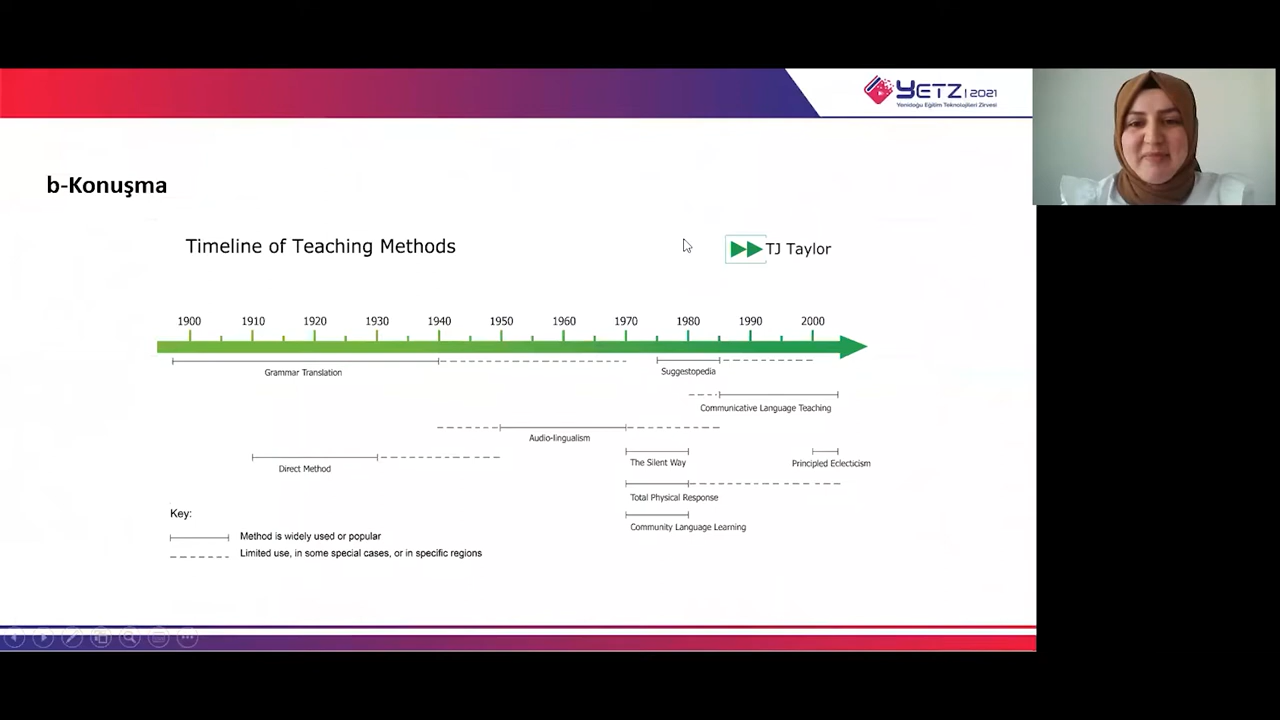 YETZ | 2021
Yenidoğu Eğitim Teknolojileri Zirvesi
b-Konuşma
Timeline of Teaching Methods
TJ Taylor
1900 1910 1920 1930 1940 1950 1960 1970 1980 1990 2000
Grammar Translation
Suggestopedia
Communicative Language Teaching
Audio-lingualism
The Silent Way
Principled Eclecticism
Direct Method
Total Physical Response
Community Language Learning
Key:
Method is widely used or popular
Limited use, in some special cases, or in specific regions